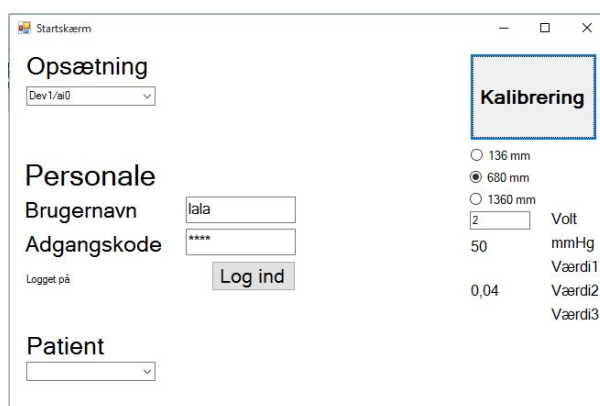 Startskærm
Opsætning
Dev1/ai0
Kalibrering
136 mm
680 mm
1360 mm
Personale
Brugernavn lala
Adgangskode ****
Logget på Log ind
2 Volt
50 mmHg
Værdi1
0,04 Værdi2
Værdi3
Patient